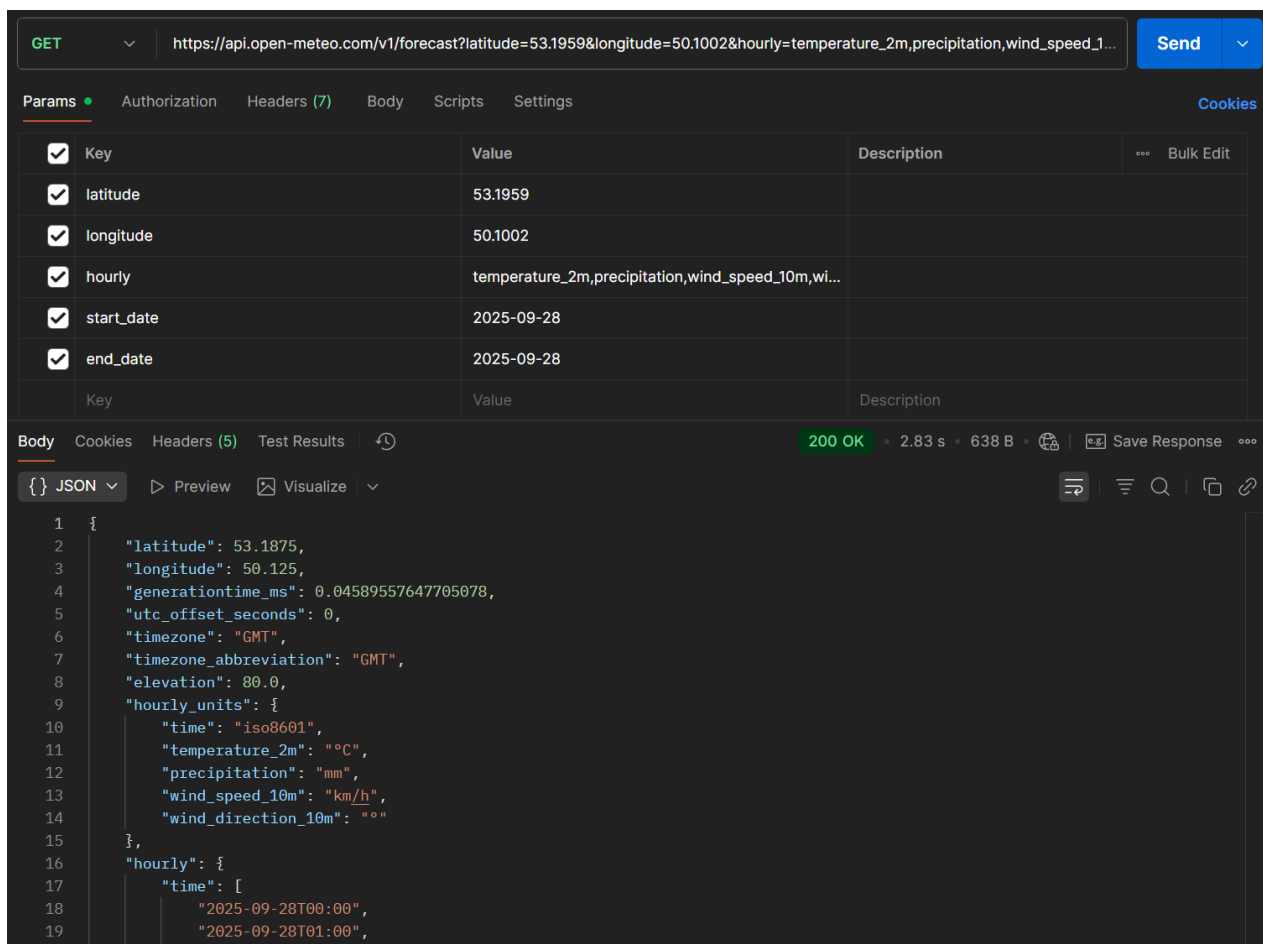 GET https://api.open-meteo.com/v1/forecast?latitude=53.1959&longitude=50.1002&hourly=temperature_2m,precipitation,wind_speed_1... Send
Params Authorization Headers (7) Body Scripts Settings Cookies
Key Value Description Bulk Edit
latitude 53.1959
longitude 50.1002
hourly temperature_2m,precipitation,wind_speed_10m,wi...
start_date 2025-09-28
end_date 2025-09-28
Key Value Description
Body Cookies Headers (5) Test Results 200 OK • 2.83 s • 638 B • e.g. Save Response
{} JSON Preview Visualize
1 {
2 "latitude": 53.1875,
3 "longitude": 50.125,
4 "generationtime_ms": 0.04589557647705078,
5 "utc_offset_seconds": 0,
6 "timezone": "GMT",
7 "timezone_abbreviation": "GMT",
8 "elevation": 80.0,
9 "hourly_units": {
10 "time": "iso8601",
11 "temperature_2m": "°C",
12 "precipitation": "mm",
13 "wind_speed_10m": "km/h",
14 "wind_direction_10m": "°"
15 },
16 "hourly": {
17 "time": [
18 "2025-09-28T00:00",
19 "2025-09-28T01:00",